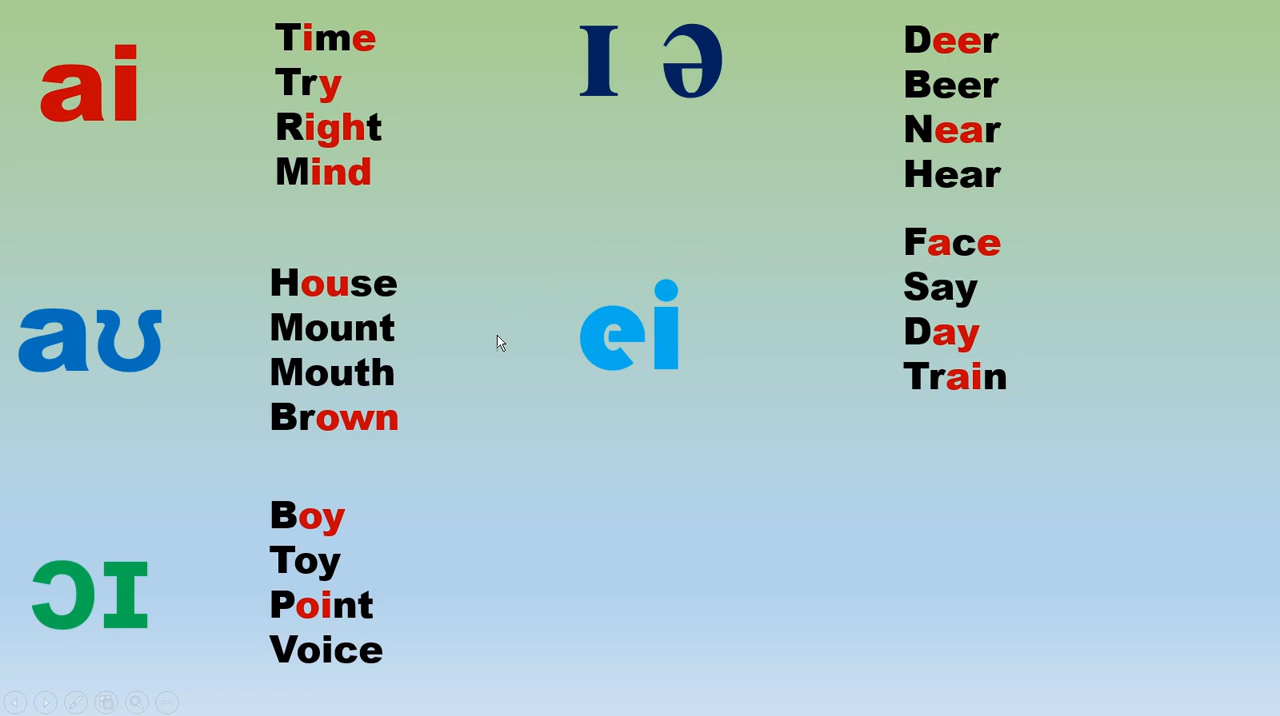 ai
Time
Try
Right
Mind
aʊ
House
Mount
Mouth
Brown
ɔɪ
Boy
Toy
Point
Voice
ɪ ə
Deer
Beer
Near
Hear
ei
Face
Say
Day
Train